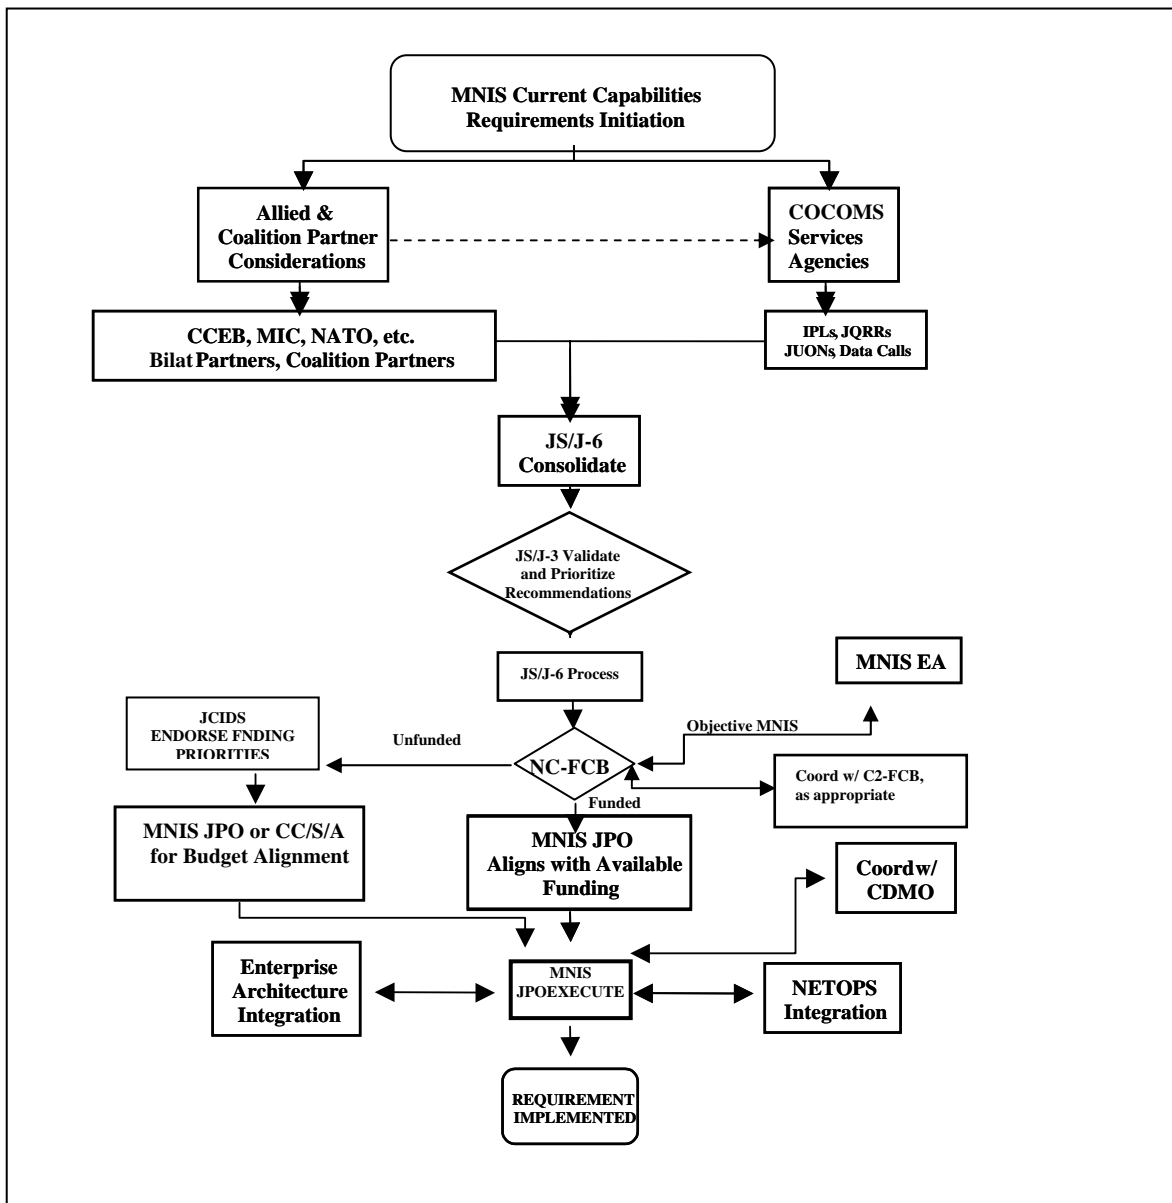 MNIS Current Capabilities
Requirements Initiation
Allied &
Coalition Partner
Considerations
COCOMS
Services
Agencies
CCEB, MIC, NATO, etc.
Bilat Partners, Coalition Partners
IPLs, JQRRs
JUONs, Data Calls
JS/J-6
Consolidate
JS/J-3 Validate
and Prioritize
Recommendations
JS/J-6 Process
MNIS EA
JCIDS
ENDORSE FNDING
PRIORITIES
Unfunded
NC-FCB
Objective MNIS
Funded
Coord w/ C2-FCB,
as appropriate
MNIS JPO or CC/S/A
for Budget Alignment
MNIS JPO
Aligns with Available
Funding
Coord w/
CDMO
Enterprise
Architecture
Integration
MNIS
JPOEXECUTE
NETOPS
Integration
REQUIREMENT
IMPLEMENTED